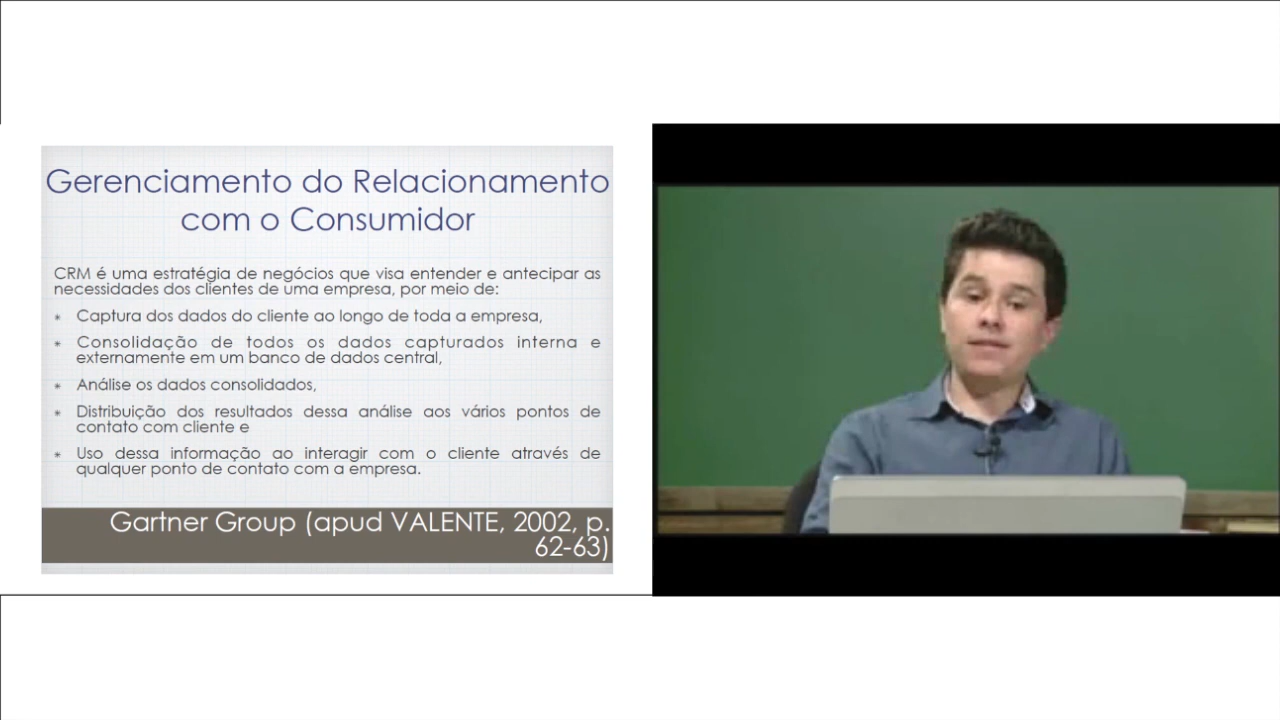 Gerenciamento do Relacionamento
com o Consumidor
CRM é uma estratégia de negócios que visa entender e antecipar as
necessidades dos clientes de uma empresa, por meio de:
* Captura dos dados do cliente ao longo de toda a empresa,
* Consolidação de todos os dados capturados interna e
externamente em um banco de dados central,
* Análise os dados consolidados,
* Distribuição dos resultados dessa análise aos vários pontos de
contato com cliente e
* Uso dessa informação ao interagir com o cliente através de
qualquer ponto de contato com a empresa.
Gartner Group (apud VALENTE, 2002, p.
62-63)